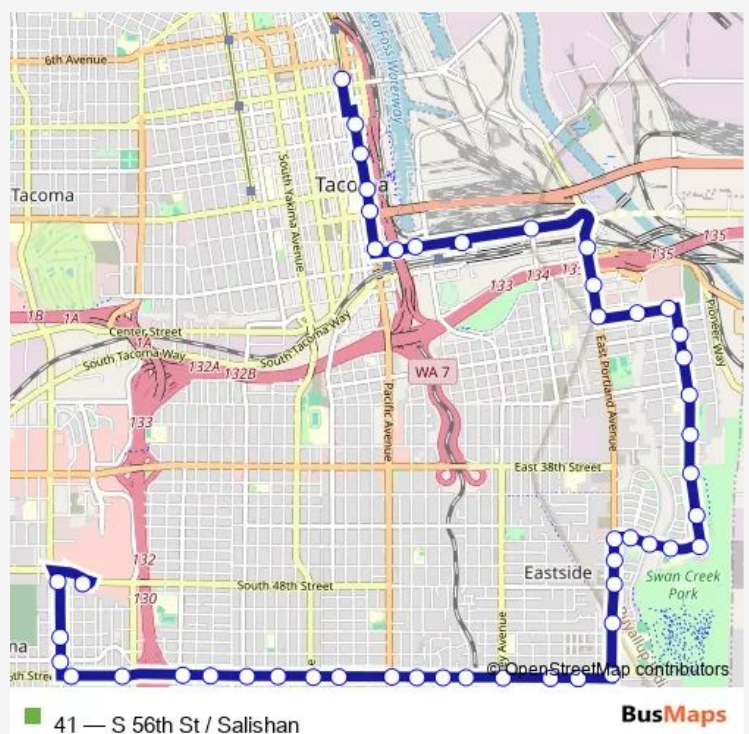 6th Avenue
Foss Waterway
South Yakima Avenue
Tacoma
Tacoma
135
135
134
133
1B
1A
1A
Center Street
South Tacoma Way
South Tacoma Way
132A
132B
WA 7
Pioneer Way
East Portland Avenue
Pacific Avenue
133
East 38th Street
132
130
South 48th Street
Eastside
Swan Creek
Park
© OpenStreetMap contributors
41 — S 56th St / Salishan
BusMaps